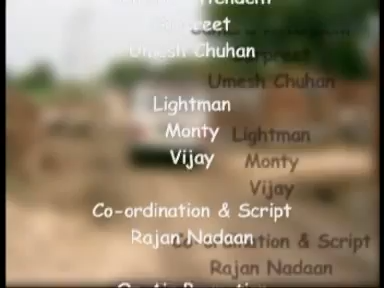 Umesh Chuhan
Lightman
Monty
Vijay
Co-ordination & Script
Rajan Nadaan